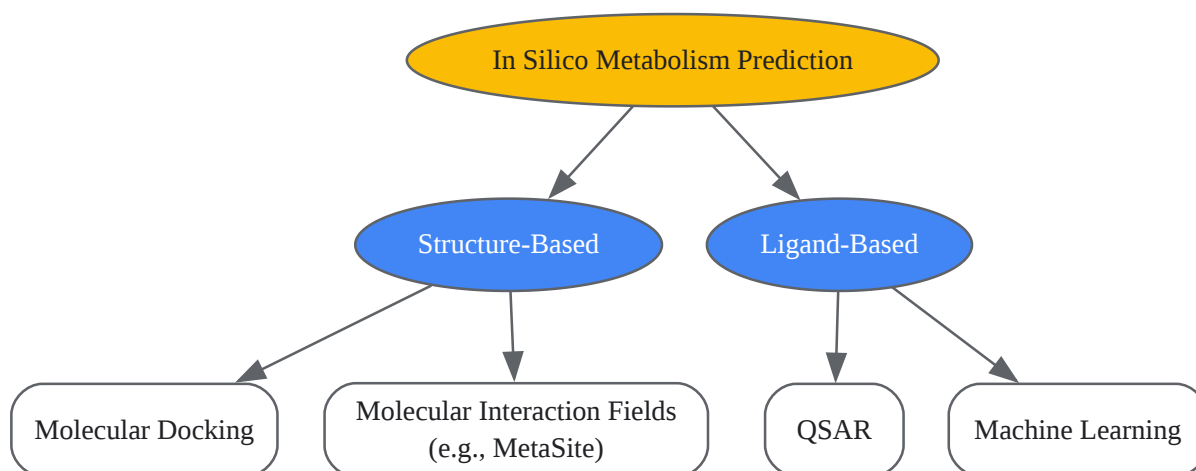 In Silico Metabolism Prediction
Structure-Based
Ligand-Based
Molecular Docking
Molecular Interaction Fields
(e.g., MetaSite)
QSAR
Machine Learning